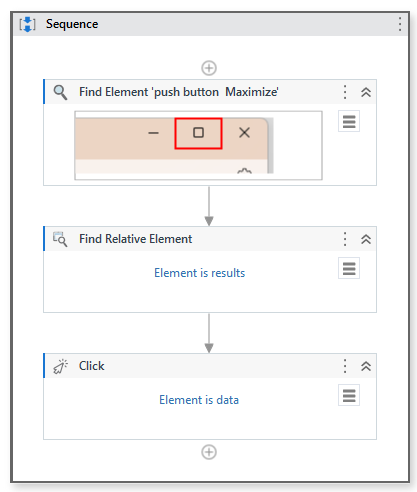 Sequence
Find Element 'push button  Maximize'
Find Relative Element
Element is results
Click
Element is data